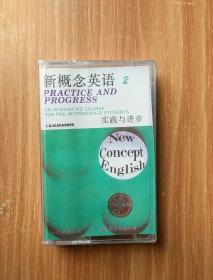 新概念英语 2
PRACTICE AND
PROGRESS
AN INTEGRATED COURSE
FOR PRE-INTERMEDIATE STUDENTS
L.G.ALEXANDER
实践与进步
New
Concept
English